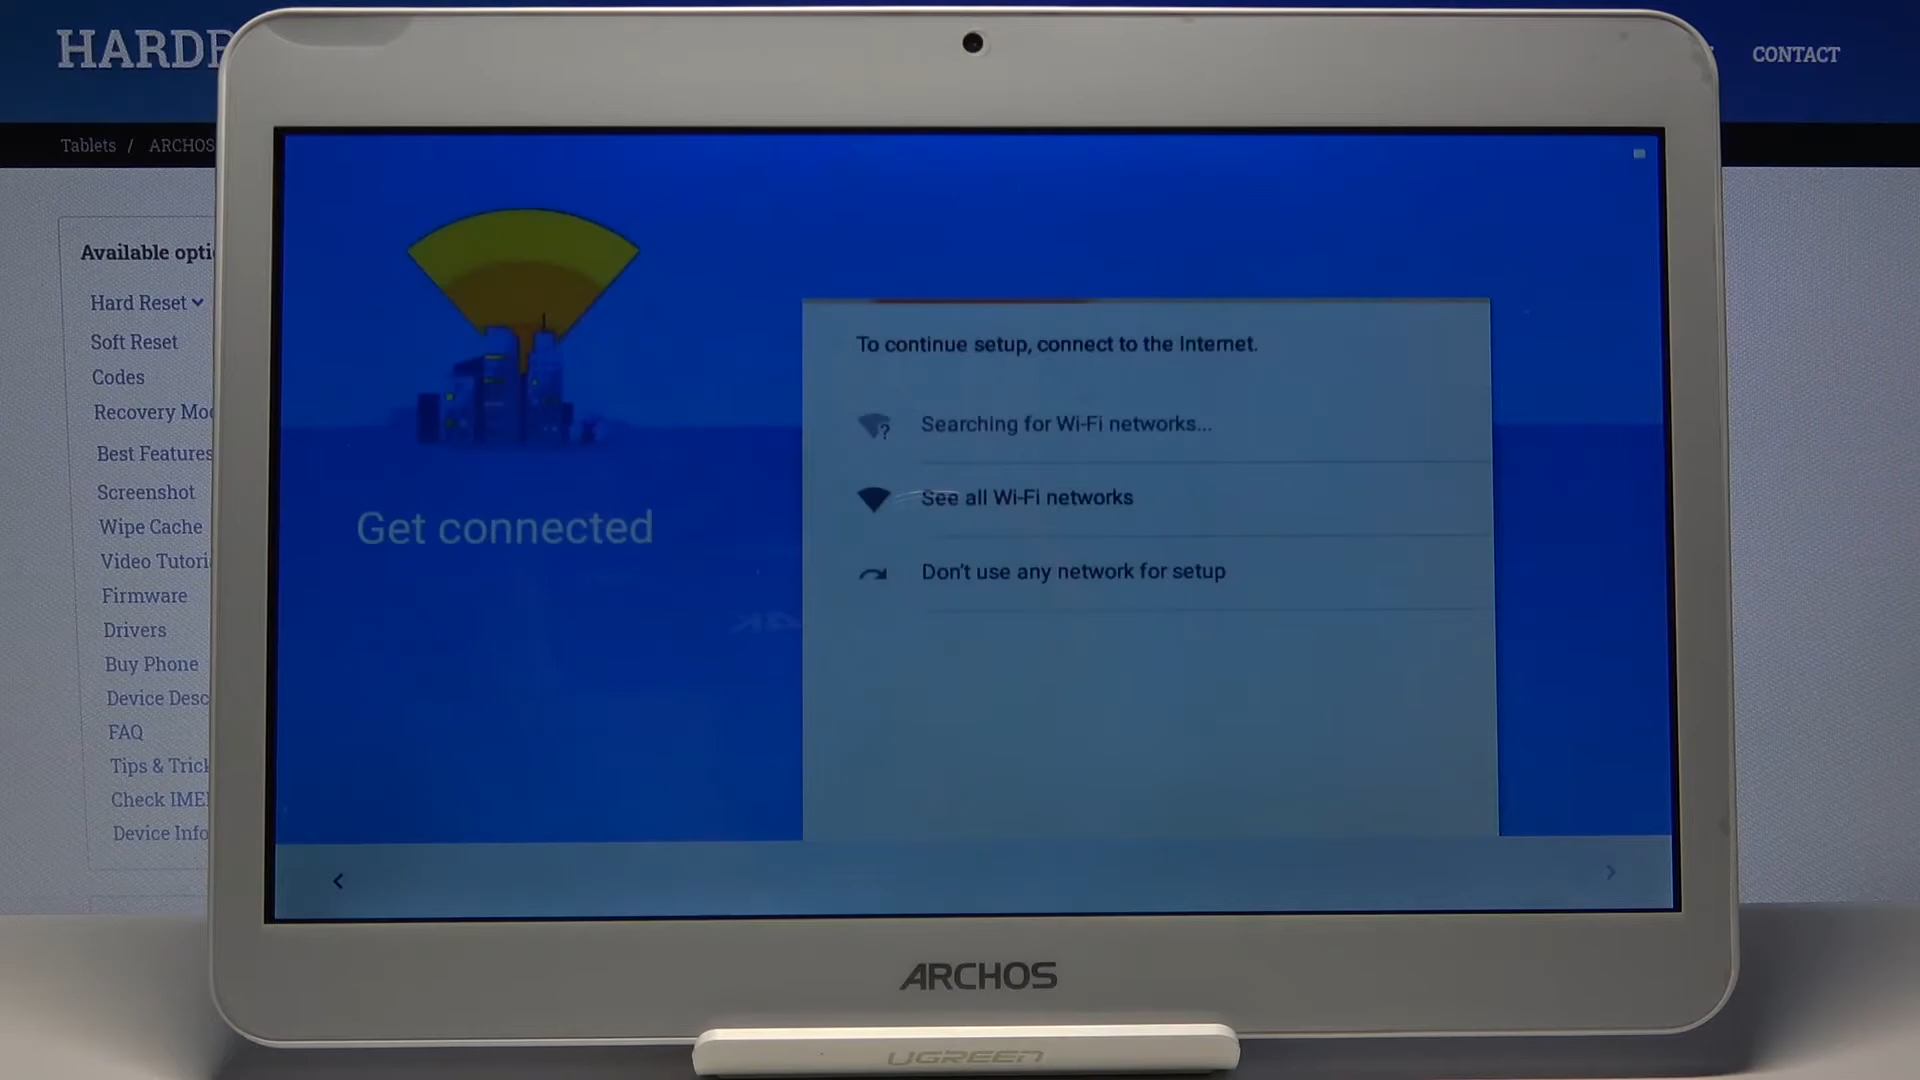 HARDR
CONTACT
Tablets / ARCHOS
Available opti
Hard Reset
Soft Reset
Codes
Recovery Mo
Best Features
Screenshot
Wipe Cache
Video Tutori
Firmware
Drivers
Buy Phone
Device Desc
FAQ
Tips & Trick
Check IMEI
Device Info
Get connected
To continue setup, connect to the Internet.
Searching for Wi-Fi networks...
See all Wi-Fi networks
Don't use any network for setup
ARCHOS
UGREEN